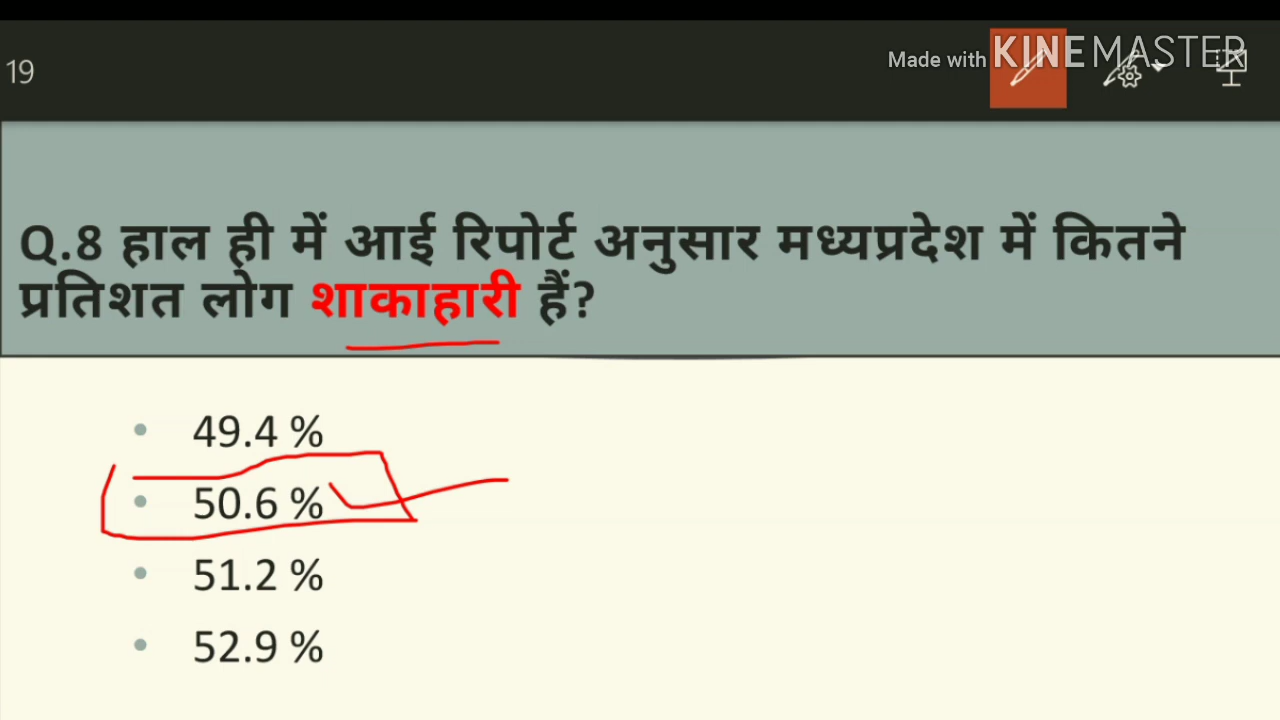 Made with KINEMASTER
19
Q.8 हाल ही में आई रिपोर्ट अनुसार मध्यप्रदेश में कितने
प्रतिशत लोग शाकाहारी हैं?
49.4 %
50.6 %
51.2 %
52.9 %